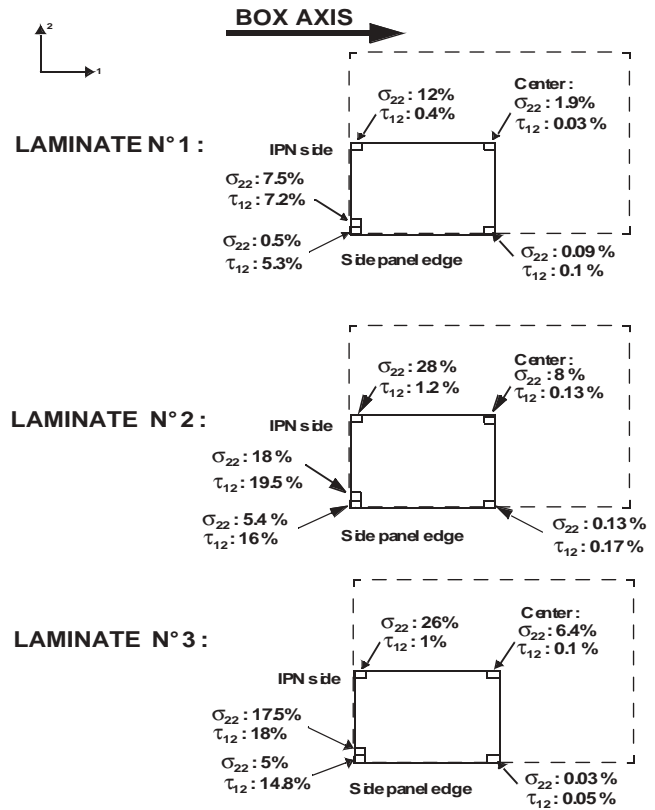 BOX AXIS
2
1
σ22 : 12%
τ12 : 0.4%
Center :
σ22 : 1.9%
τ12 : 0.03 %
LAMINATE N°1 :
IPN side
σ22 : 7.5%
τ12 : 7.2%
σ22 : 0.5%
τ12 : 5.3%
σ22 : 0.09 %
τ12 : 0.1 %
Side panel edge
σ22 : 28 %
τ12 : 1.2 %
Center :
σ22 : 8 %
τ12 : 0.13 %
LAMINATE N°2 :
IPN side
σ22 : 18 %
τ12 : 19.5 %
σ22 : 5.4 %
τ12 : 16 %
σ22 : 0.13 %
τ12 : 0.17 %
Side panel edge
σ22 : 26%
τ12 : 1%
Center :
σ22 : 6.4%
τ12 : 0.1 %
LAMINATE N°3 :
IPN side
σ22 : 17.5%
τ12 : 18%
σ22 : 5%
τ12 : 14.8%
σ22 : 0.03 %
τ12 : 0.05%
Side panel edge